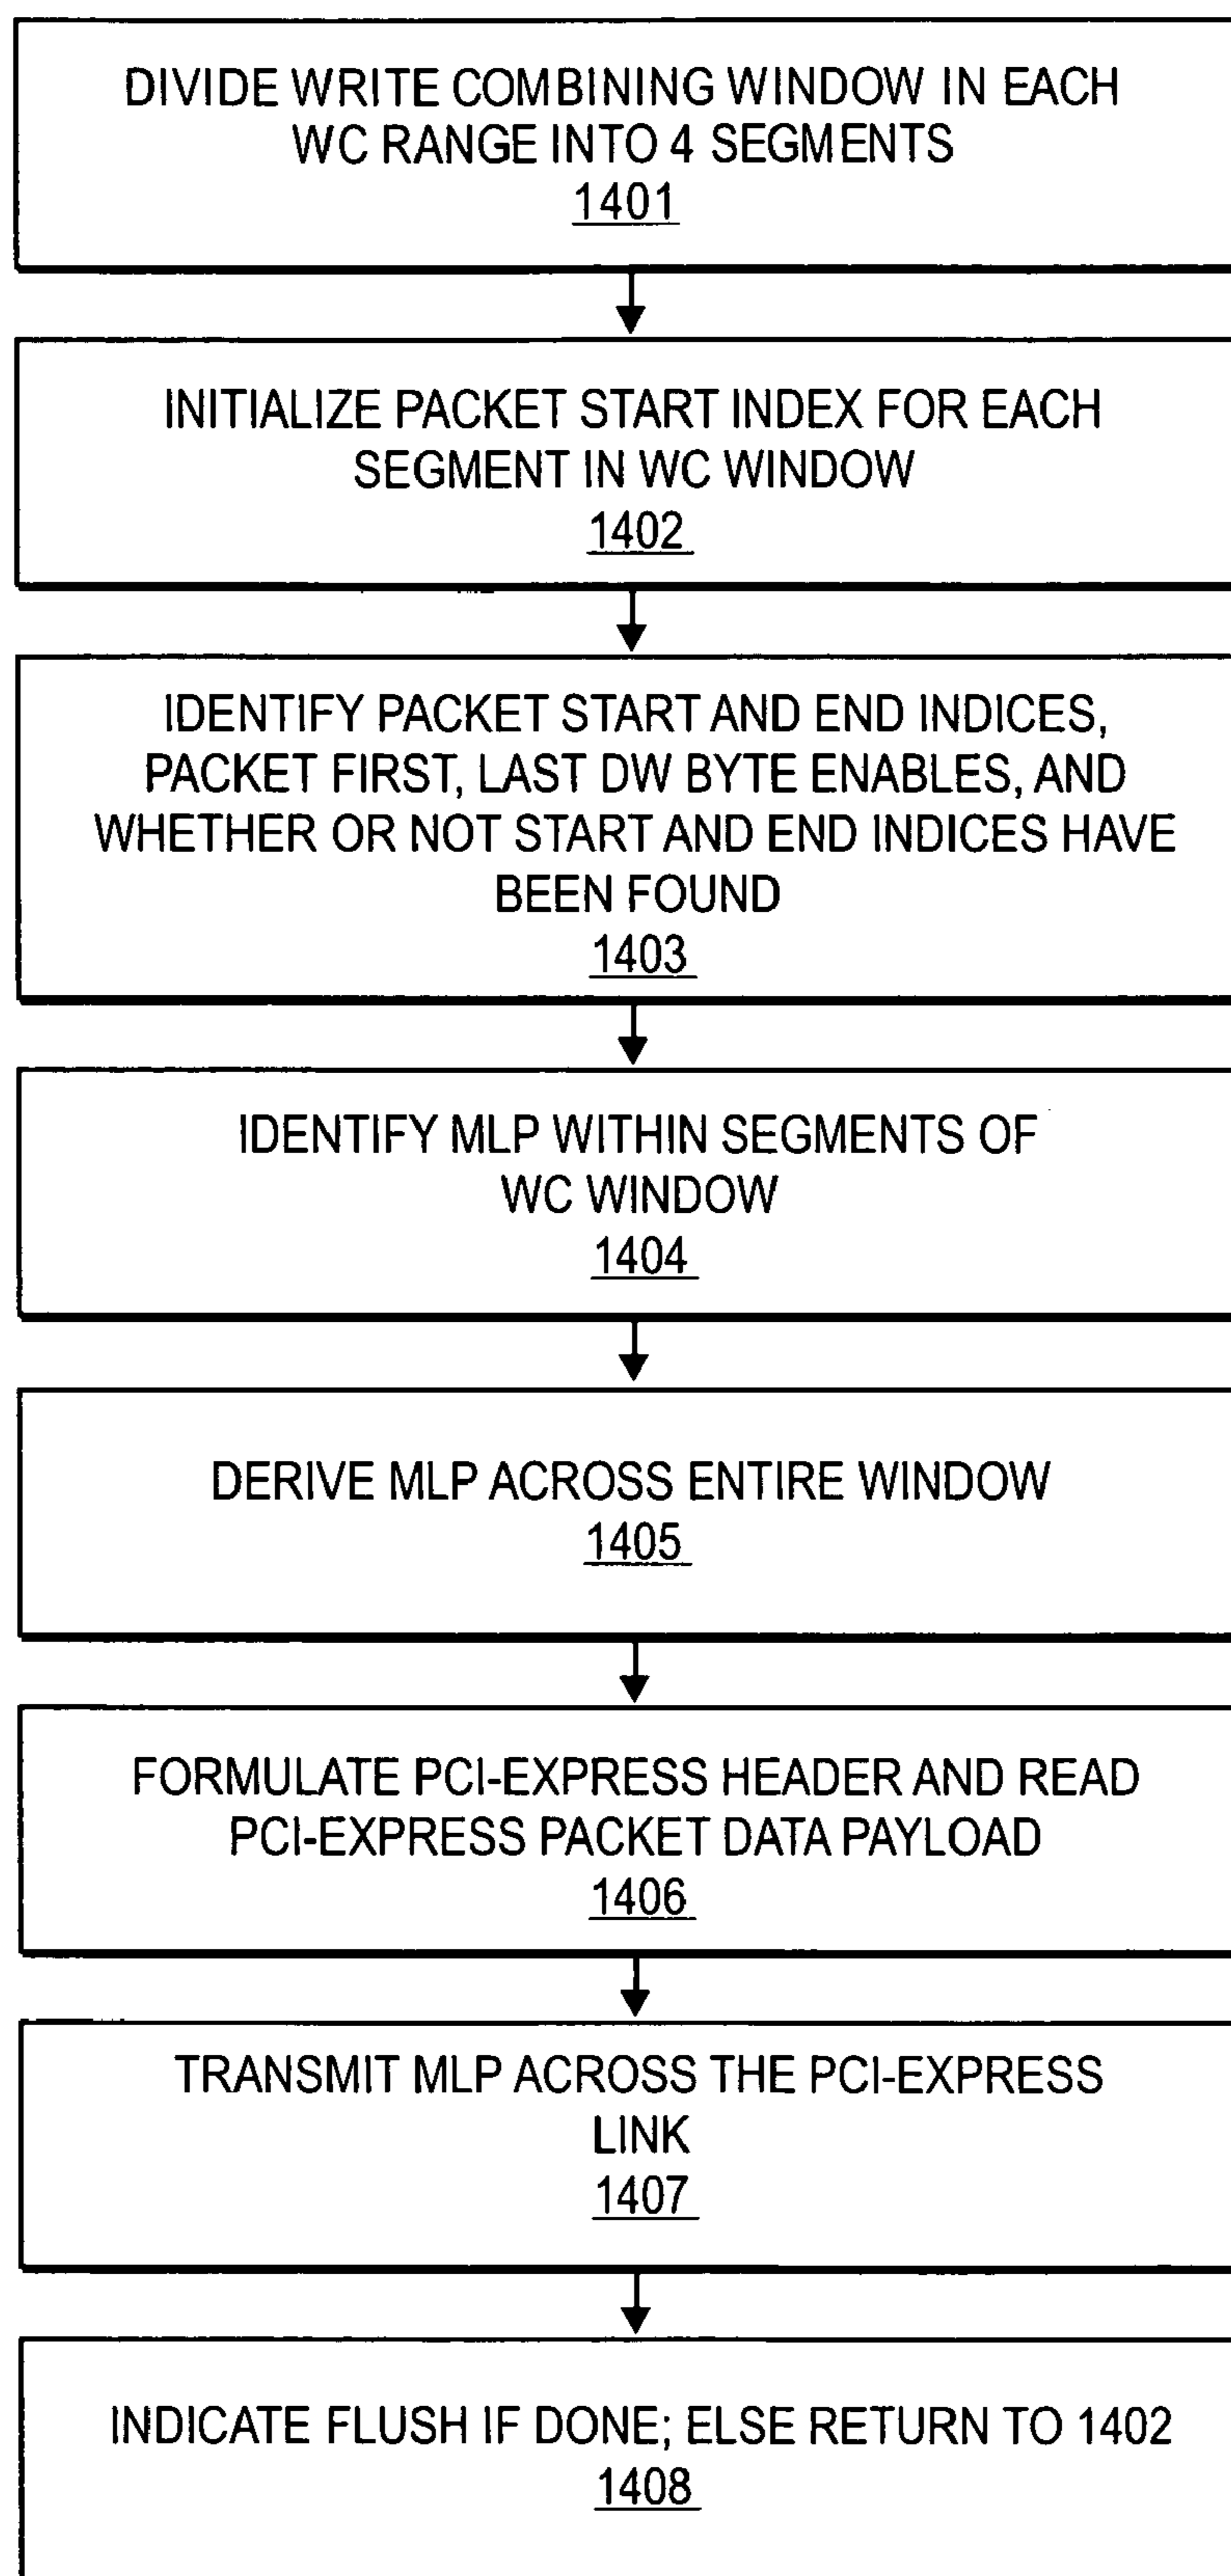 DIVIDE WRITE COMBINING WINDOW IN EACH
WC RANGE INTO 4 SEGMENTS
1401
INITIALIZE PACKET START INDEX FOR EACH
SEGMENT IN WC WINDOW
1402
IDENTIFY PACKET START AND END INDICES,
PACKET FIRST, LAST DW BYTE ENABLES, AND
WHETHER OR NOT START AND END INDICES HAVE
BEEN FOUND
1403
IDENTIFY MLP WITHIN SEGMENTS OF
WC WINDOW
1404
DERIVE MLP ACROSS ENTIRE WINDOW
1405
FORMULATE PCI-EXPRESS HEADER AND READ
PCI-EXPRESS PACKET DATA PAYLOAD
1406
TRANSMIT MLP ACROSS THE PCI-EXPRESS
LINK
1407
INDICATE FLUSH IF DONE; ELSE RETURN TO 1402
1408